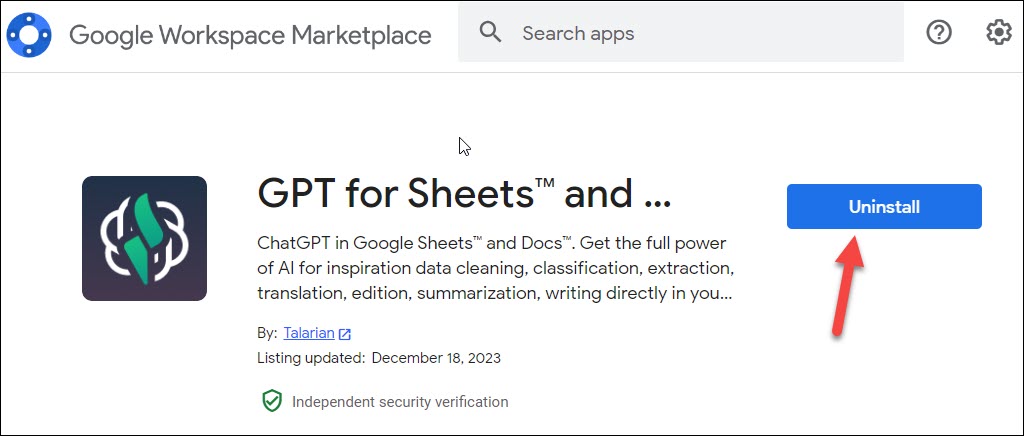 Google Workspace Marketplace
Search apps
GPT for Sheets™ and ...
Uninstall
ChatGPT in Google Sheets™ and Docs™. Get the full power
of AI for inspiration data cleaning, classification, extraction,
translation, edition, summarization, writing directly in you...
By: Talarian
Listing updated: December 18, 2023
Independent security verification